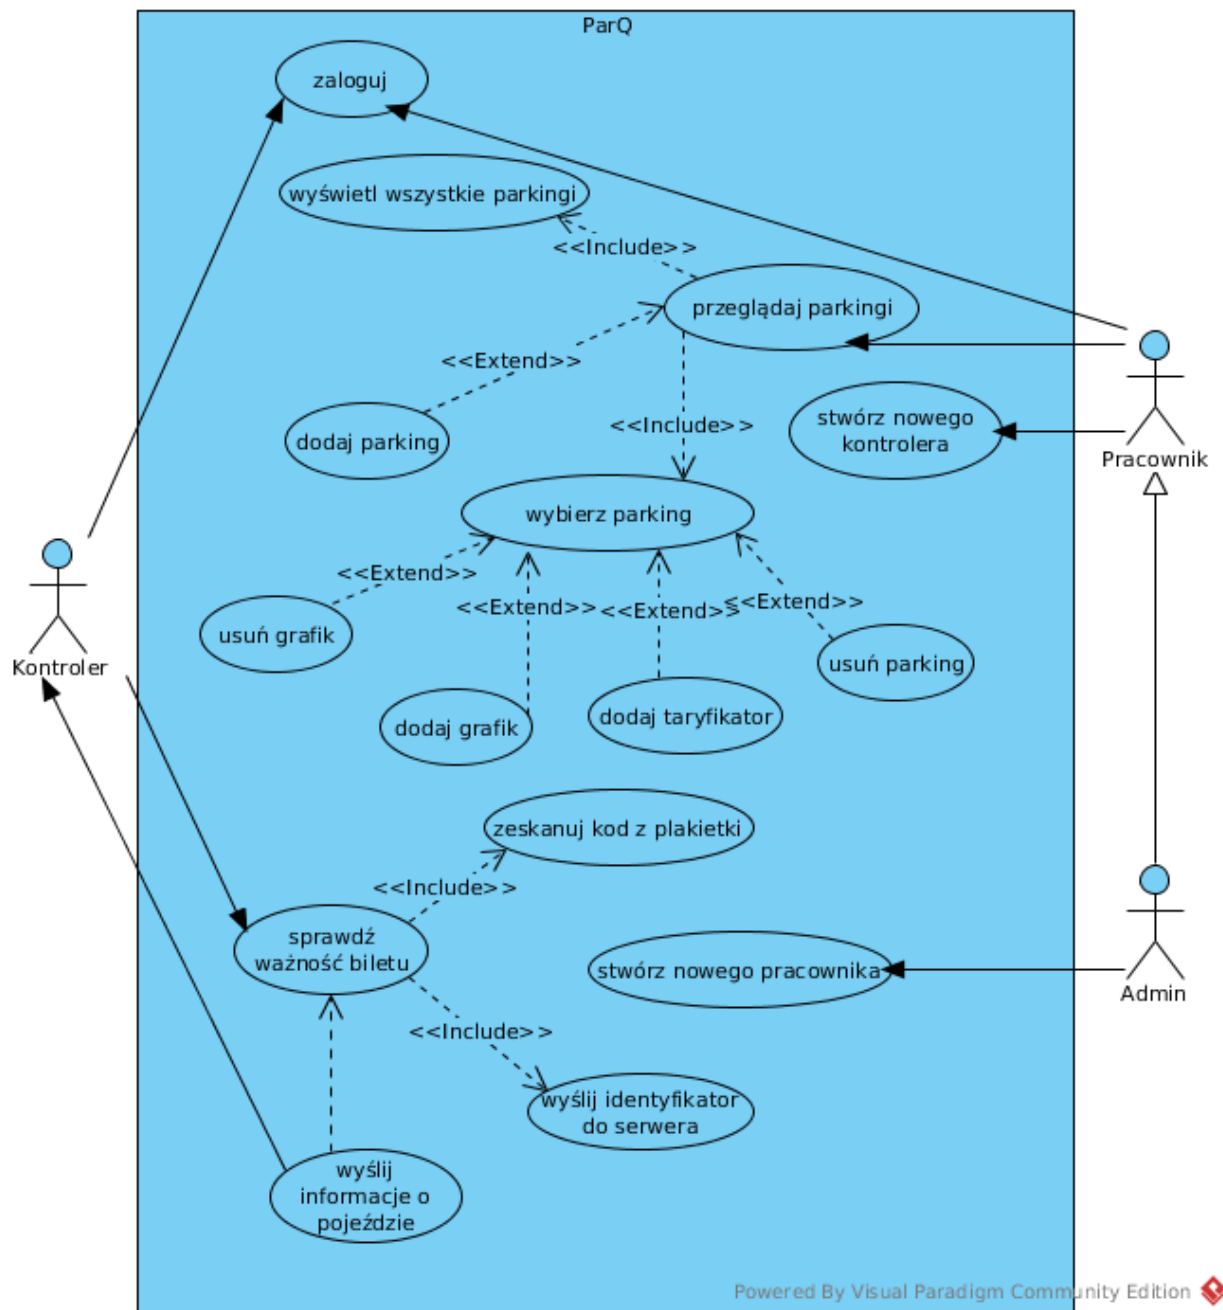 ParQ
zaloguj
wyświetl wszystkie parkingi
<<Include>>
przeglądaj parkingi
<<Extend>>
dodaj parking
<<Include>>
stwórz nowego
kontrolera
Pracownik
wybierz parking
<<Extend>>
<<Extend>>
<<Extend>>
<<Extend>>
usuń grafik
usuń parking
Kontroler
dodaj grafik
dodaj taryfikator
zeskanuj kod z plakietki
<<Include>>
sprawdź
ważność biletu
stwórz nowego pracownika
Admin
<<Include>>
wyślij identyfikator
do serwera
wyślij
informacje o
pojeździe
Powered By Visual Paradigm Community Edition